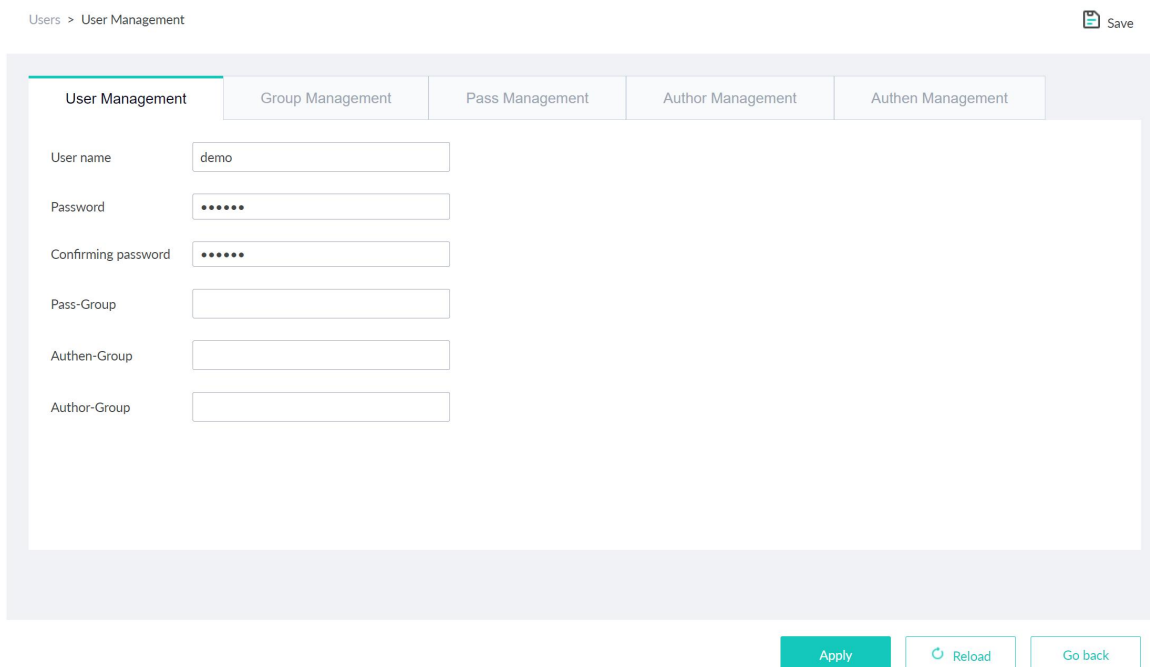 Users > User Management
Save
User Management Group Management Pass Management Author Management Authen Management
User name demo
Password ••••••
Confirming password ••••••
Pass-Group
Authen-Group
Author-Group
Apply Reload Go back